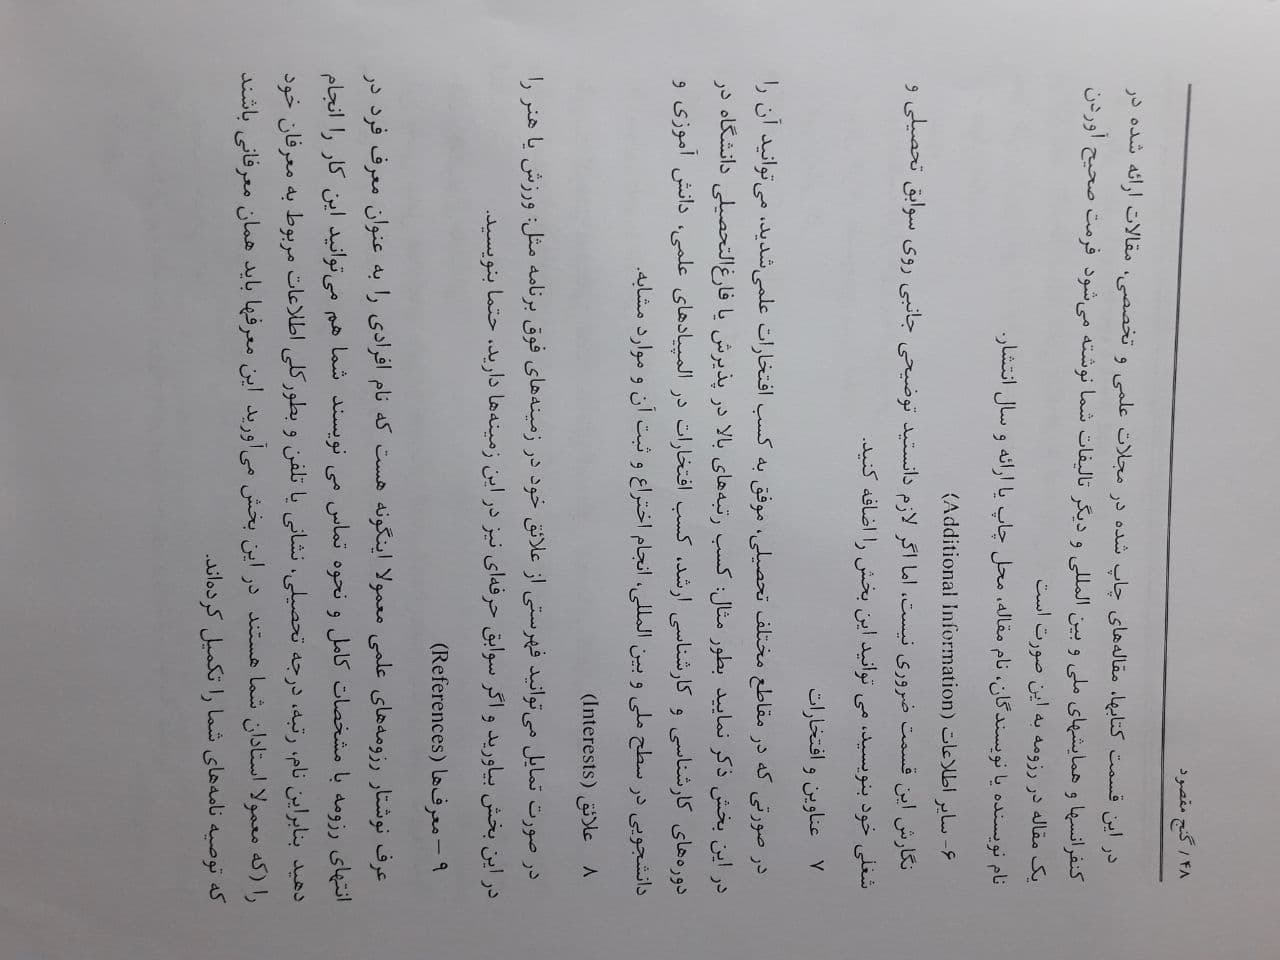 ۴۸ / گنج مقصود
در این قسمت کتابها، مقاله‌های چاپ شده در مجلات علمی و تخصصی، مقالات ارائه شده در
کنفرانسها و همایشهای ملی و بین المللی و دیگر تالیفات شما نوشته می‌شود فرمت صحیح آوردن
یک مقاله در رزومه به این صورت است
نام نویسنده یا نویسندگان، نام مقاله، محل چاپ یا ارائه و سال انتشار.
۶- سایر اطلاعات (Additional Information)
نگارش این قسمت ضروری نیست، اما اگر لازم دانستید توضیحی جانبی روی سوابق تحصیلی و
شغلی خود بنویسید، می توانید این بخش را اضافه کنید.
۷ عناوین و افتخارات
در صورتی که در مقاطع مختلف تحصیلی، موفق به کسب افتخارات علمی‌شدید، می‌توانید آن را
در این بخش ذکر نمایید بطور مثال: کسب رتبه‌های بالا در پذیرش یا فارغ‌التحصیلی دانشگاه در
دوره‌های کارشناسی و کارشناسی ارشد، کسب افتخارات در المپیادهای علمی، دانش آموزی و
دانشجویی در سطح ملی و بین المللی، انجام اختراع و ثبت آن و موارد مشابه.
۸ علائق (Interests)
در صورت تمایل می‌توانید فهرستی از علائق خود در زمینه‌های فوق برنامه مثل: ورزش یا هنر را
در این بخش بیاورید و اگر سوابق حرفه‌ای نیز در این زمینه‌ها دارید، حتما بنویسید.
۹ – معرف‌ها (References)
عرف نوشتار رزومه‌های علمی معمولا اینگونه هست که نام افرادی را به عنوان معرف فرد در
انتهای رزومه با مشخصات کامل و نحوه تماس می نویسند شما هم می‌توانید این کار را انجام
دهید بنابراین نام، رتبه، درجه تحصیلی، نشانی یا تلفن و بطورکلی اطلاعات مربوط به معرفان خود
را (که معمولا استادان شما هستند در این بخش می‌آورید این معرفها باید همان معرفانی باشند
که توصیه نامه‌های شما را تکمیل کرده‌اند.